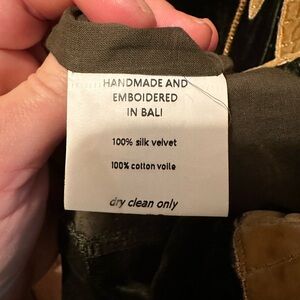 HANDMADE AND
EMBOIDERED
IN BALI
100% silk velvet
100% cotton voile
dry clean only